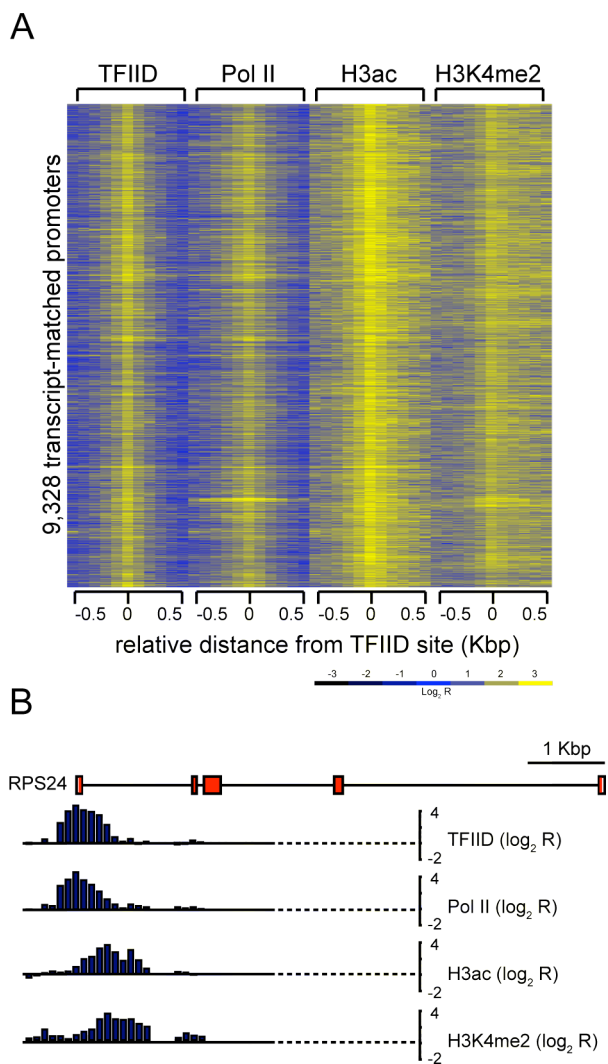 A
TFIID Pol II H3ac H3K4me2
9,328 transcript-matched promoters
-0.5 0 0.5 -0.5 0 0.5 -0.5 0 0.5 -0.5 0 0.5
relative distance from TFIID site (Kbp)
-3 -2 -1 0 1 2 3
Log₂ R
B
1 Kbp
RPS24
4
TFIID (log₂ R)
-2
4
Pol II (log₂ R)
-2
4
H3ac (log₂ R)
-2
4
H3K4me2 (log₂ R)
-2